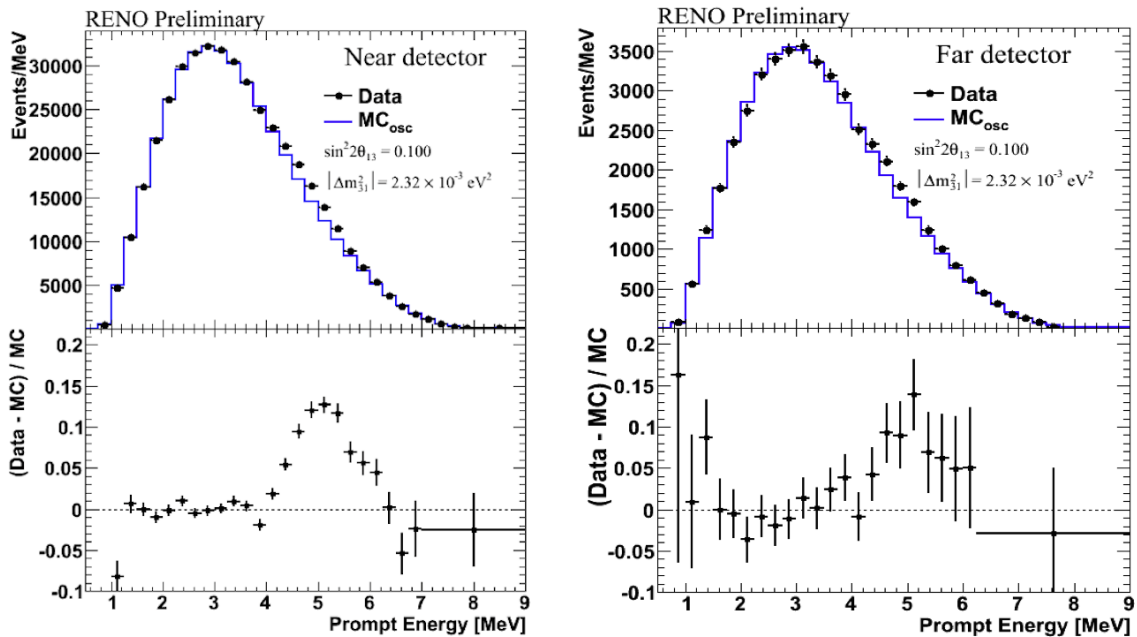 RENO Preliminary
Near detector
Data
MCosc
sin²2θ₁₃ = 0.100
|Δm²₃₁| = 2.32 × 10⁻³ eV²
Events/MeV
30000
25000
20000
15000
10000
5000
(Data - MC) / MC
0.2
0.15
0.1
0.05
0
-0.05
-0.1
1 2 3 4 5 6 7 8 9
Prompt Energy [MeV]
RENO Preliminary
Far detector
Data
MCosc
sin²2θ₁₃ = 0.100
|Δm²₃₁| = 2.32 × 10⁻³ eV²
Events/MeV
3500
3000
2500
2000
1500
1000
500
(Data - MC) / MC
0.2
0.15
0.1
0.05
0
-0.05
-0.1
1 2 3 4 5 6 7 8 9
Prompt Energy [MeV]